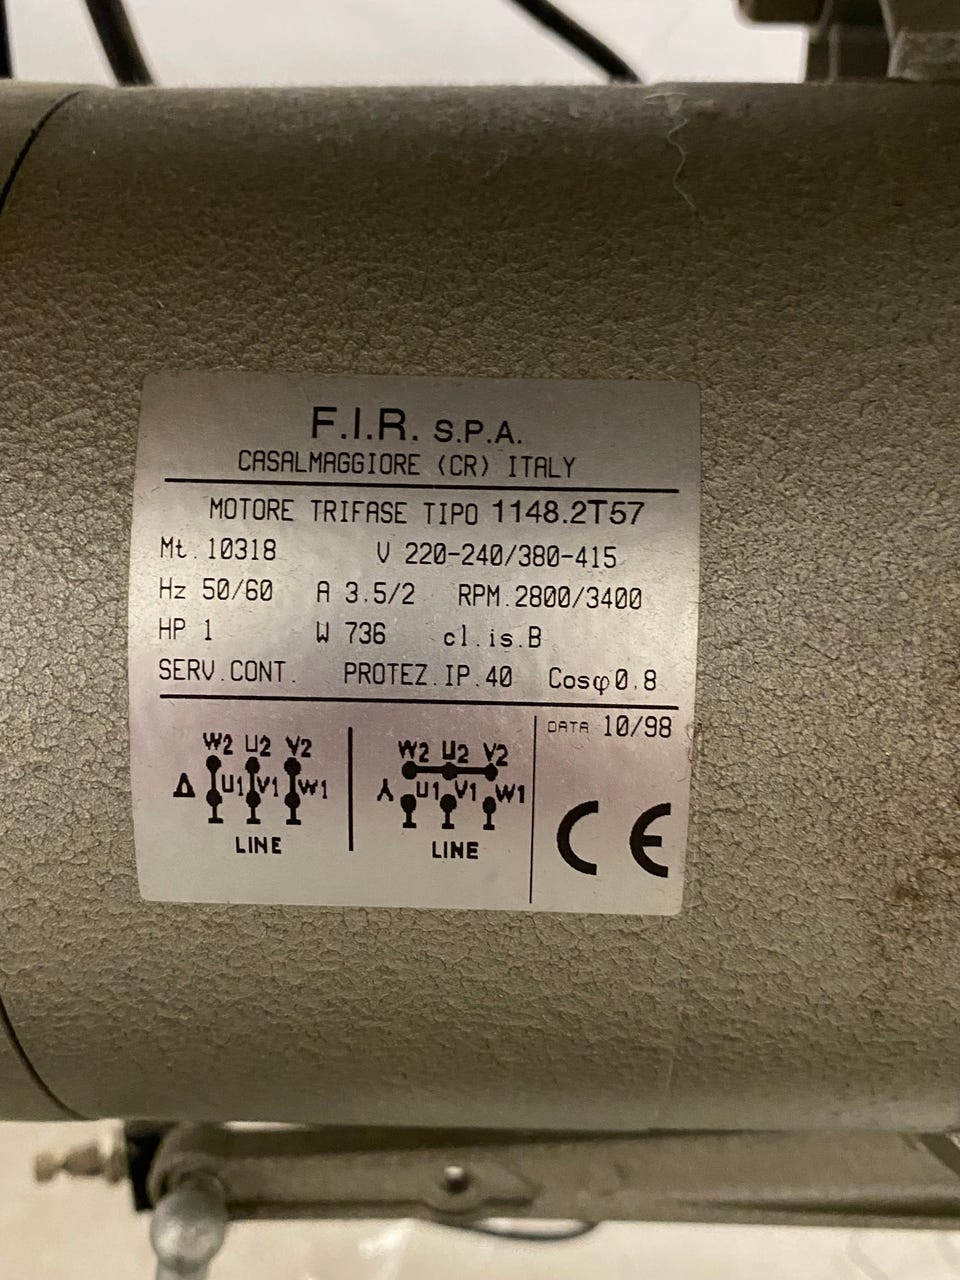 F.I.R. S.P.A.
CASALMAGGIORE (CR) ITALY
MOTORE TRIFASE TIPO 1148.2T57
Mt. 10318 V 220-240/380-415
Hz 50/60 A 3.5/2 RPM.2800/3400
HP 1 W 736 cl.is.B
SERV.CONT. PROTEZ.IP.40 Cosφ0.8
DATA 10/98
W2 U2 V2
Δ U1 V1 W1
LINE
W2 U2 V2
⅄ U1 V1 W1
LINE
CE